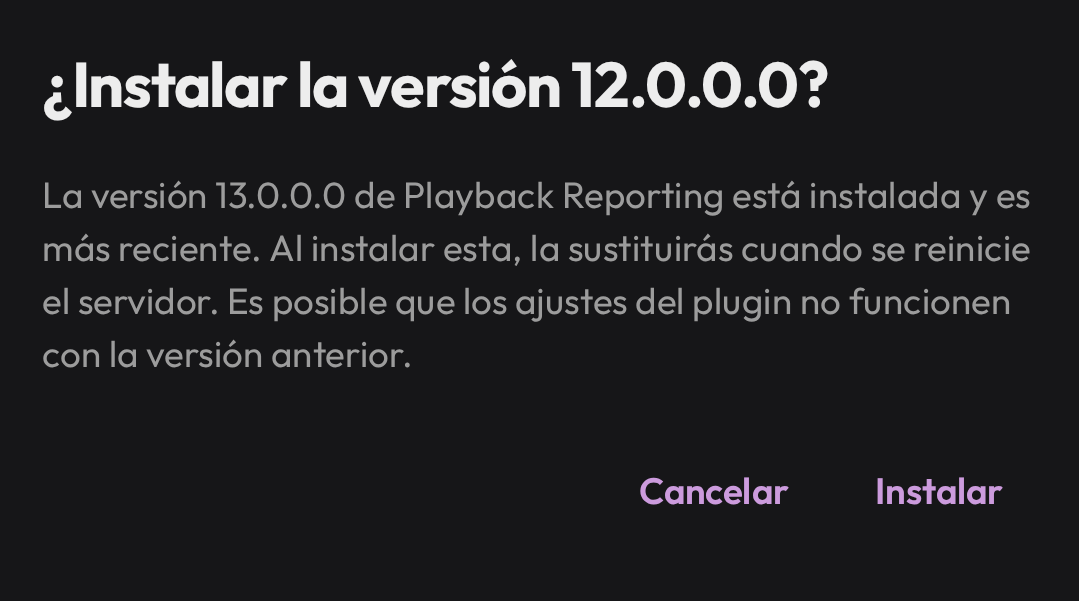 ¿Instalar la versión 12.0.0.0?
La versión 13.0.0.0 de Playback Reporting está instalada y es
más reciente. Al instalar esta, la sustituirás cuando se reinicie
el servidor. Es posible que los ajustes del plugin no funcionen
con la versión anterior.
Cancelar Instalar